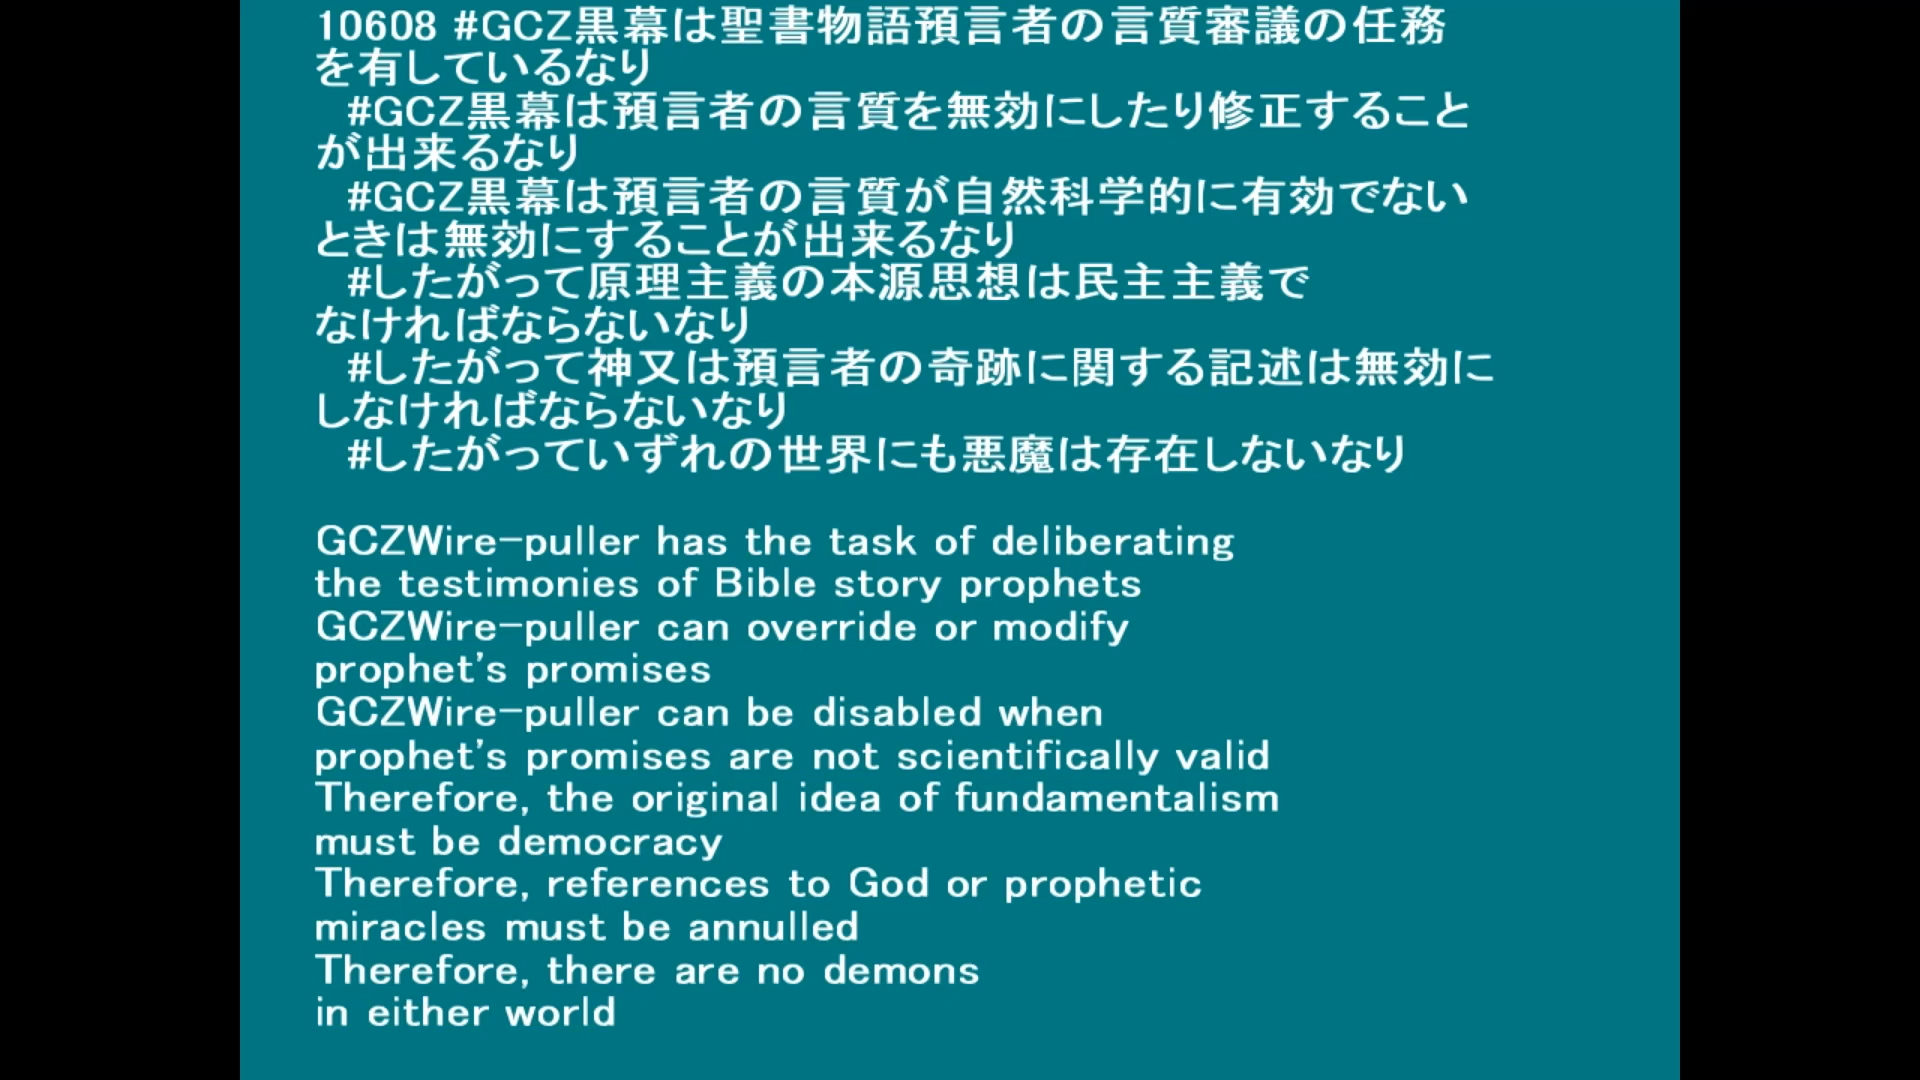 10608 #GCZ黒幕は聖書物語預言者の言質審議の任務
を有しているなり
#GCZ黒幕は預言者の言質を無効にしたり修正すること
が出来るなり
#GCZ黒幕は預言者の言質が自然科学的に有効でない
ときは無効にすることが出来るなり
#したがって原理主義の本源思想は民主主義で
なければならないなり
#したがって神又は預言者の奇跡に関する記述は無効に
しなければならないなり
#したがっていずれの世界にも悪魔は存在しないなり
GCZWire-puller has the task of deliberating
the testimonies of Bible story prophets
GCZWire-puller can override or modify
prophet's promises
GCZWire-puller can be disabled when
prophet's promises are not scientifically valid
Therefore, the original idea of fundamentalism
must be democracy
Therefore, references to God or prophetic
miracles must be annulled
Therefore, there are no demons
in either world